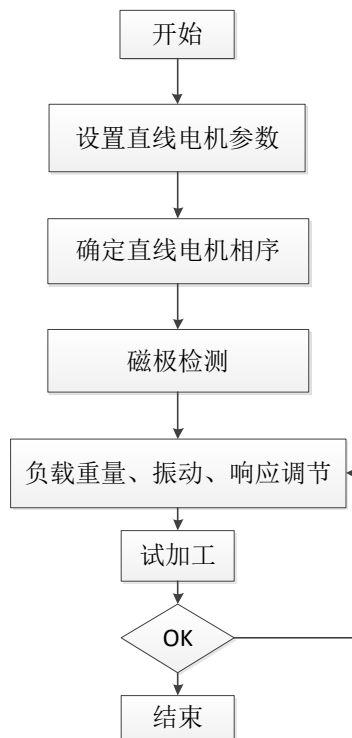 开始
设置直线电机参数
确定直线电机相序
磁极检测
负载重量、振动、响应调节
试加工
OK
结束